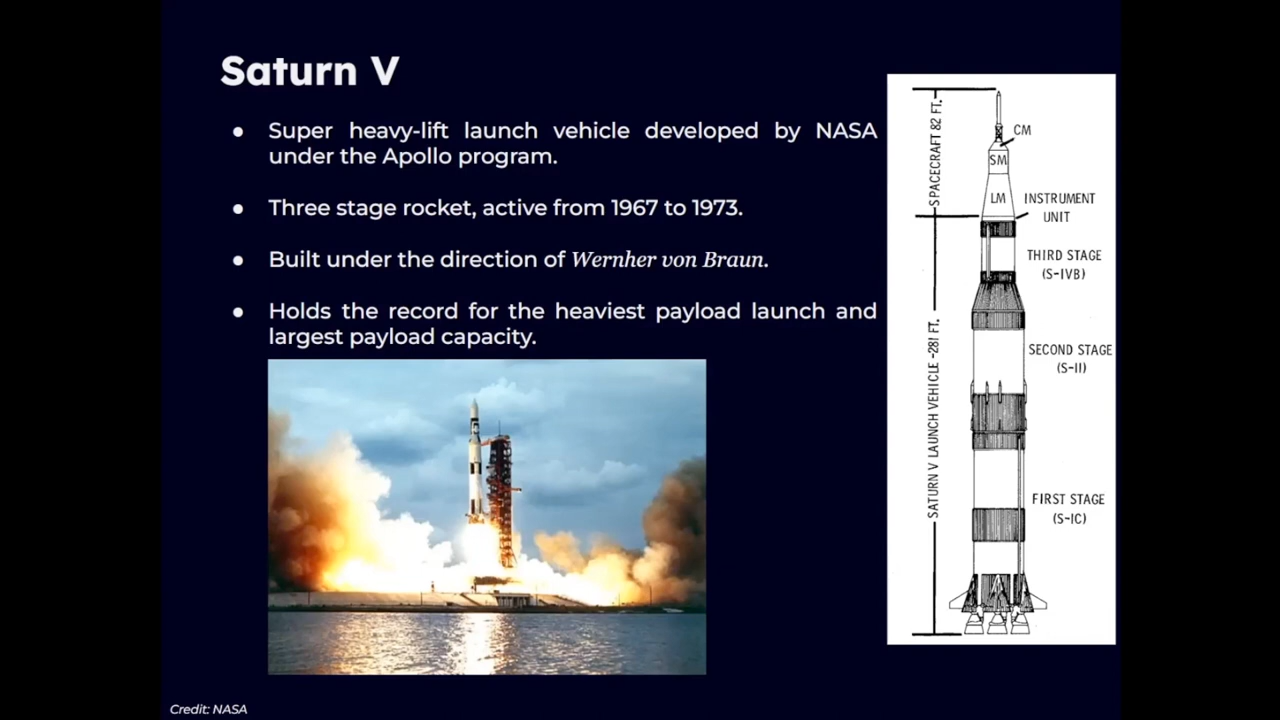 Saturn V
● Super heavy-lift launch vehicle developed by NASA
under the Apollo program.
● Three stage rocket, active from 1967 to 1973.
● Built under the direction of Wernher von Braun.
● Holds the record for the heaviest payload launch and
largest payload capacity.
SPACECRAFT 82 FT.
CM
SM
LM
INSTRUMENT
UNIT
THIRD STAGE
(S-IVB)
SATURN V LAUNCH VEHICLE -281 FT.
SECOND STAGE
(S-II)
FIRST STAGE
(S-IC)
Credit: NASA